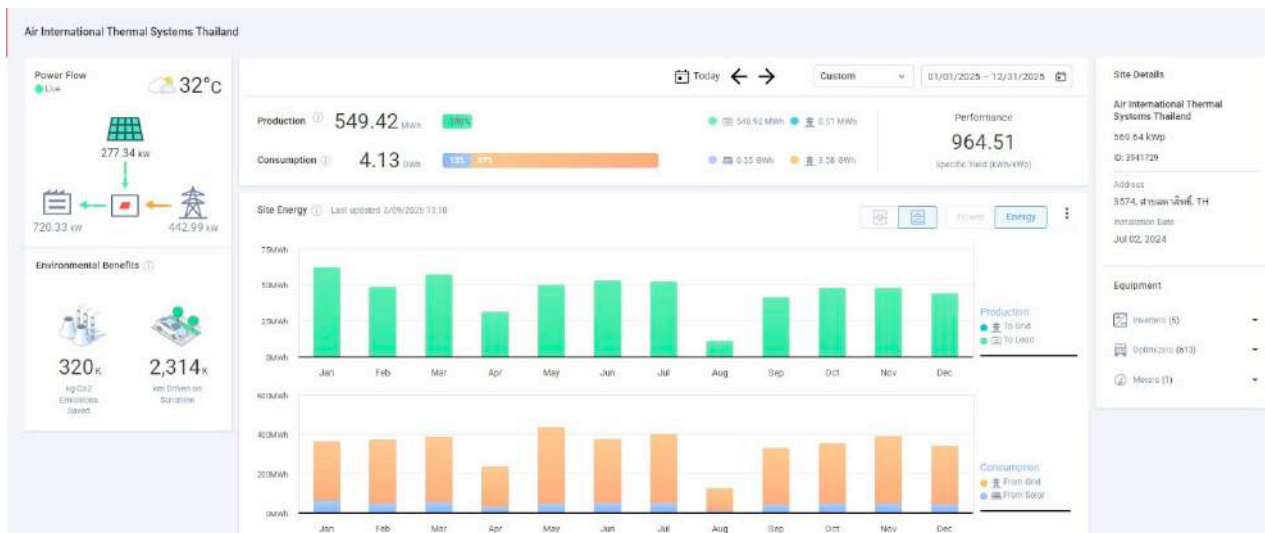 Air International Thermal Systems Thailand
Power Flow
Live
32°C
277.34 kW
720.33 kW
442.99 kW
Environmental Benefits
320K
kg Co2
Emissions
Saved
2,314K
km Driven on
Sunshine
Today
Custom
01/01/2025 - 12/31/2025
Production
549.42 MWh
100%
548.92 MWh
0.51 MWh
Consumption
4.13 GWh
13%
87%
0.55 GWh
3.58 GWh
Performance
964.51
Specific Yield (kWh/kWp)
Site Energy
Last updated 2/09/2026 13:10
Power
Energy
75MWh
50MWh
25MWh
0MWh
Jan
Feb
Mar
Apr
May
Jun
Jul
Aug
Sep
Oct
Nov
Dec
Production
To Grid
To Load
600MWh
400MWh
200MWh
0MWh
Jan
Feb
Mar
Apr
May
Jun
Jul
Aug
Sep
Oct
Nov
Dec
Consumption
From Grid
From Solar
Site Details
Air International Thermal
Systems Thailand
569.64 kWp
ID: 3941729
Address
3574, TH
Installation Date
Jul 02, 2024
Equipment
Inverters (6)
Optimizers (613)
Meters (1)